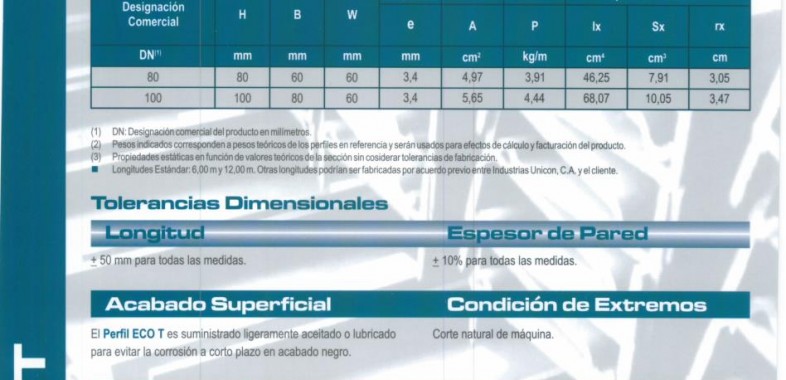 Designación
Comercial
H B W e A P Ix Sx rx
DN(1) mm mm mm mm cm² kg/m cm⁴ cm³ cm
80 80 60 60 3,4 4,97 3,91 46,25 7,91 3,05
100 100 80 60 3,4 5,65 4,44 68,07 10,05 3,47
(1) DN: Designación comercial del producto en milímetros.
(2) Pesos indicados corresponden a pesos teóricos de los perfiles en referencia y serán usados para efectos de cálculo y facturación del producto.
(3) Propiedades estáticas en función de valores teóricos de la sección sin cosiderar tolerancias de fabricación.
■ Longitudes Estándar: 6,00 m y 12,00 m. Otras longitudes podrían ser fabricadas por acuerdo previo entre Industrias Unicon, C.A. y el cliente.
Tolerancias Dimensionales
Longitud Espesor de Pared
± 50 mm para todas las medidas. ± 10% para todas las medidas.
Acabado Superficial Condición de Extremos
El Perfil ECO T es suministrado ligeramente aceitado o lubricado Corte natural de máquina.
para evitar la corrosión a corto plazo en acabado negro.
T